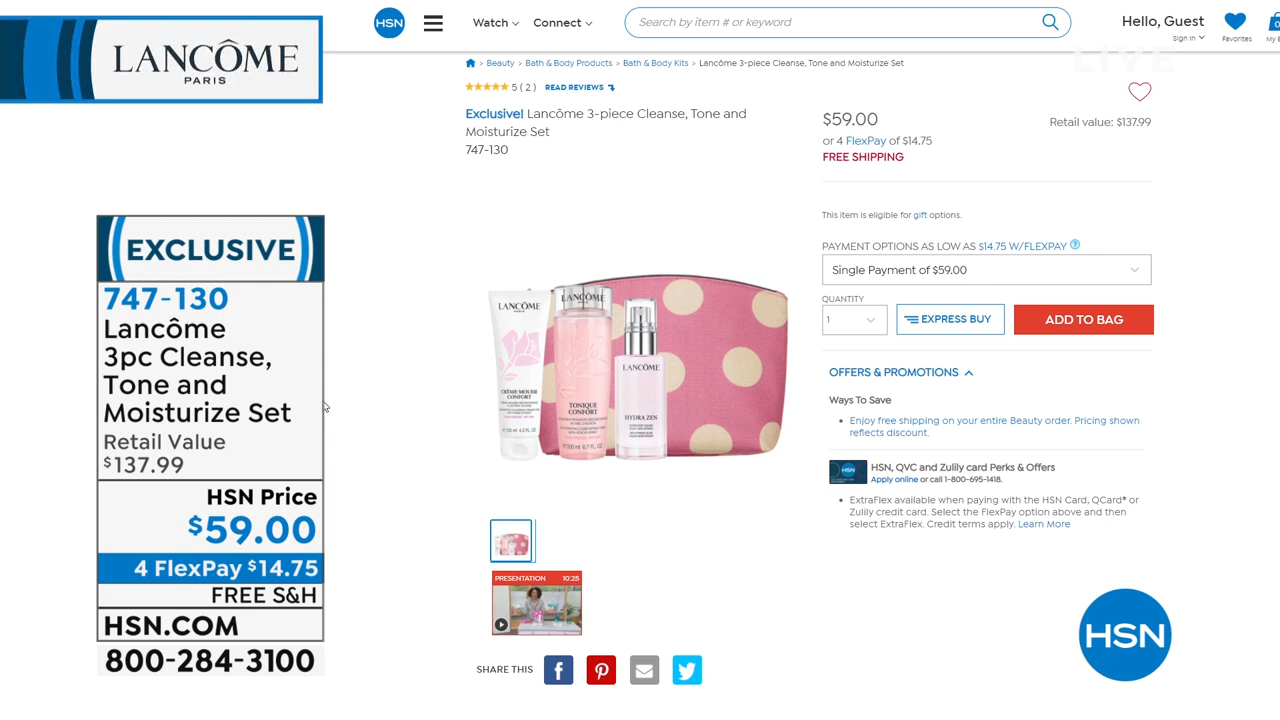 LANCÔME
PARIS
HSN
Watch
Connect
Search by item # or keyword
Hello, Guest
Sign In
Favorites
My
0
LIVE
> Beauty > Bath & Body Products > Bath & Body Kits > Lancôme 3-piece Cleanse, Tone and Moisturize Set
5 ( 2 ) READ REVIEWS
Exclusive! Lancôme 3-piece Cleanse, Tone and
Moisturize Set
747-130
$59.00
Retail value: $137.99
or 4 FlexPay of $14.75
FREE SHIPPING
This item is eligible for gift options.
PAYMENT OPTIONS AS LOW AS $14.75 W/FLEXPAY ?
Single Payment of $59.00
QUANTITY
1
EXPRESS BUY
ADD TO BAG
OFFERS & PROMOTIONS
Ways To Save
• Enjoy free shipping on your entire Beauty order. Pricing shown
reflects discount.
HSN
HSN, QVC and Zulily card Perks & Offers
Apply online or call 1-800-695-1418.
• ExtraFlex available when paying with the HSN Card, QCard® or
Zulily credit card. Select the FlexPay option above and then
select ExtraFlex. Credit terms apply. Learn More
EXCLUSIVE
747-130
Lancôme
3pc Cleanse,
Tone and
Moisturize Set
Retail Value
$137.99
HSN Price
$59.00
4 FlexPay $14.75
FREE S&H
HSN.COM
800-284-3100
LANCÔME
CRÈME-MOUSSE
CONFORT
LANCÔME
TONIQUE
CONFORT
LANCÔME
HYDRA ZEN
PRESENTATION 10:25
SHARE THIS
HSN